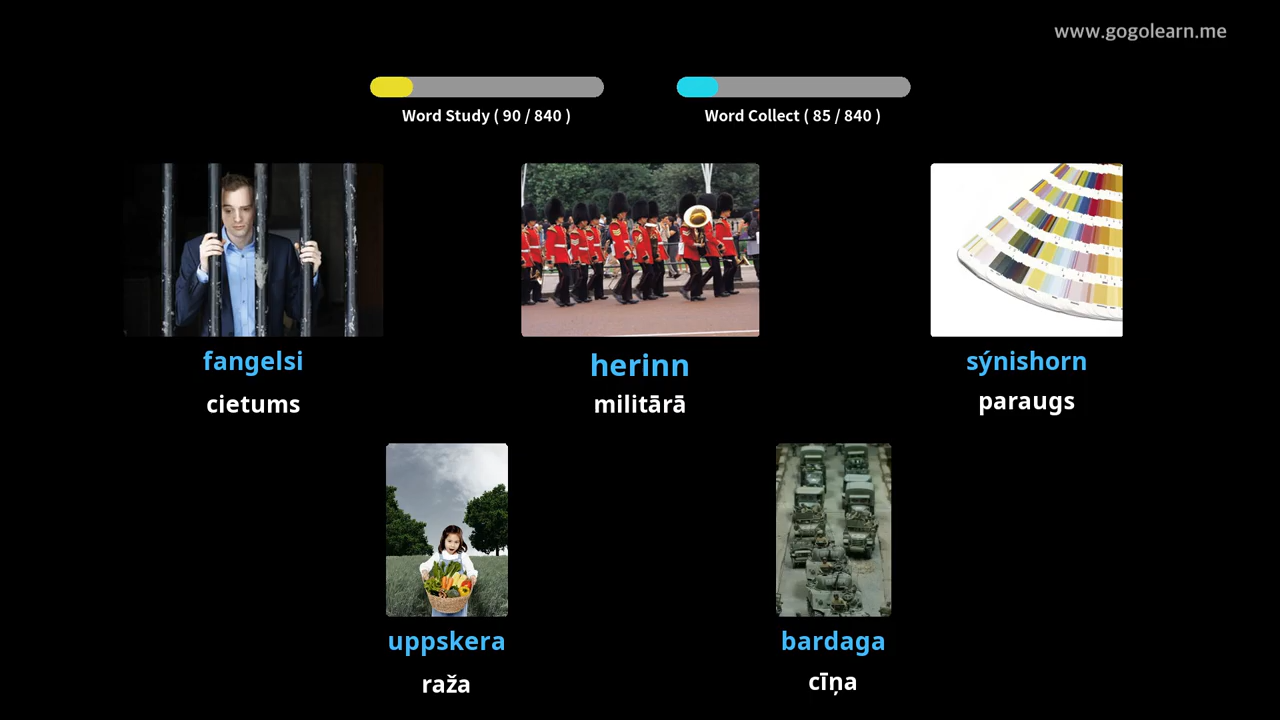 www.gogolearn.me
Word Study ( 90 / 840 )
Word Collect ( 85 / 840 )
fangelsi
cietums
herinn
militārā
sýnishorn
paraugs
uppskera
raža
bardaga
cīņa